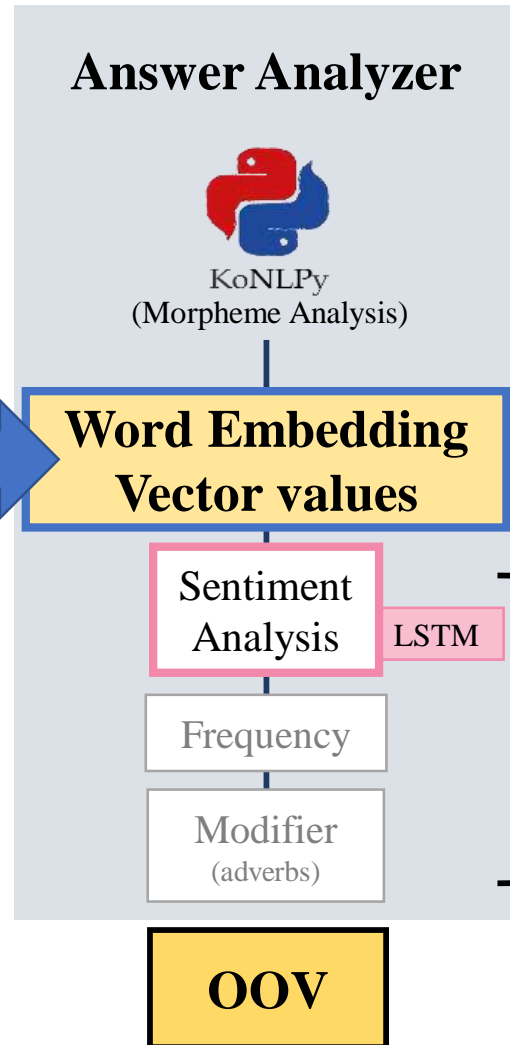 Answer Analyzer
KoNLPy
(Morpheme Analysis)
Word Embedding
Vector values
Sentiment
Analysis
LSTM
Frequency
Modifier
(adverbs)
OOV